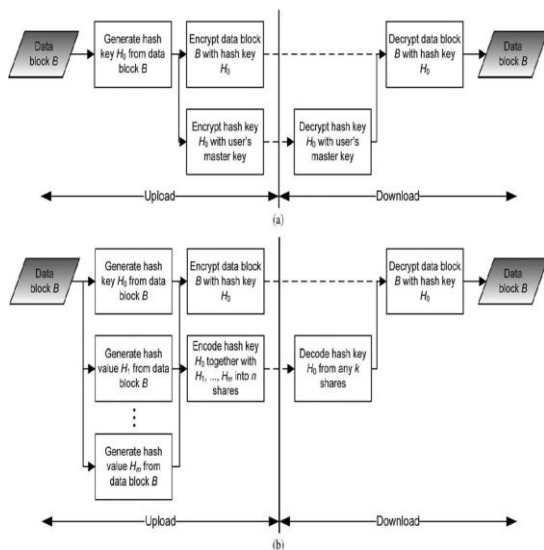 Data
block B
Generate hash
key H0 from data
block B
Encrypt data block
B with hash key
H0
Decrypt data block
B with hash key
H0
Data
block B
Encrypt hash key
H0 with user's
master key
Decrypt hash key
H0 with user's
master key
Upload
Download
(a)
Data
block B
Generate hash
key H0 from data
block B
Encrypt data block
B with hash key
H0
Decrypt data block
B with hash key
H0
Data
block B
Generate hash
value H1 from data
block B
Encode hash key
H0 together with
H1, ..., Hm into n
shares
Decode hash key
H0 from any k
shares
Generate hash
value Hm from
data block B
Upload
Download
(b)